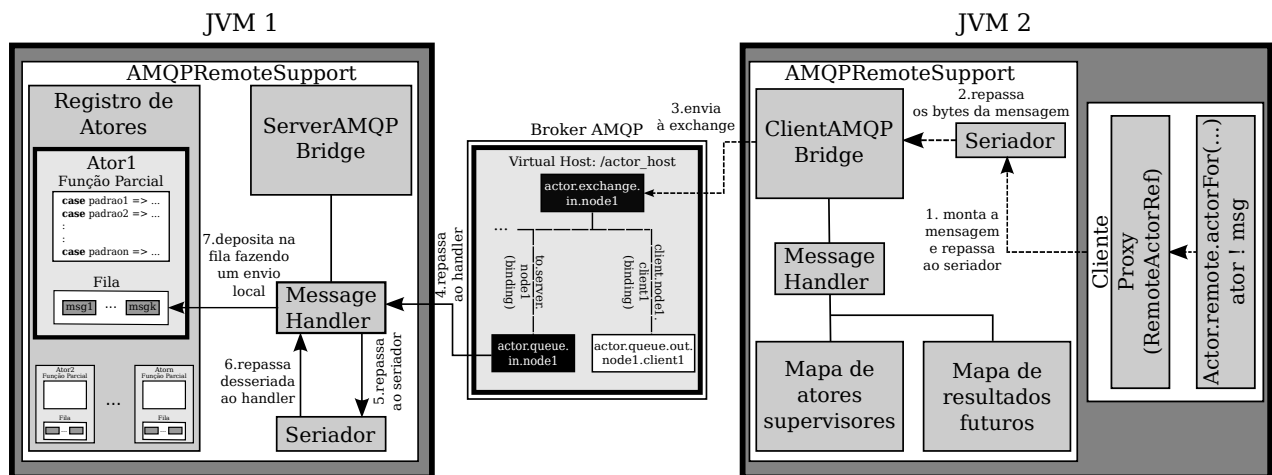 JVM 1
AMQPRemoteSupport
Registro de
Atores
Ator1
Função Parcial
case padrao1 => ...
case padrao2 => ...
:
:
case padraon => ...
Fila
msg1
...
msgk
Ator2
Função Parcial
Fila
...
...
Atorn
Função Parcial
Fila
...
ServerAMQP
Bridge
7.deposita na
fila fazendo
um envio
local
Message
Handler
6.repassa
desseriada
ao handler
5.repassa
ao seriador
Seriador
4.repassa
ao handler
Broker AMQP
Virtual Host: /actor_host
actor.exchange.
in.node1
...
to.server.
node1
(binding)
client.node1.
client1
(binding)
actor.queue.
in.node1
actor.queue.out.
node1.client1
3.envia
à exchange
JVM 2
AMQPRemoteSupport
ClientAMQP
Bridge
2.repassa
os bytes da mensagem
Seriador
1. monta a
mensagem
e repassa
ao seriador
Message
Handler
Mapa de
atores
supervisores
Mapa de
resultados
futuros
Cliente
Proxy
(RemoteActorRef)
Actor.remote.actorFor(...)
ator ! msg